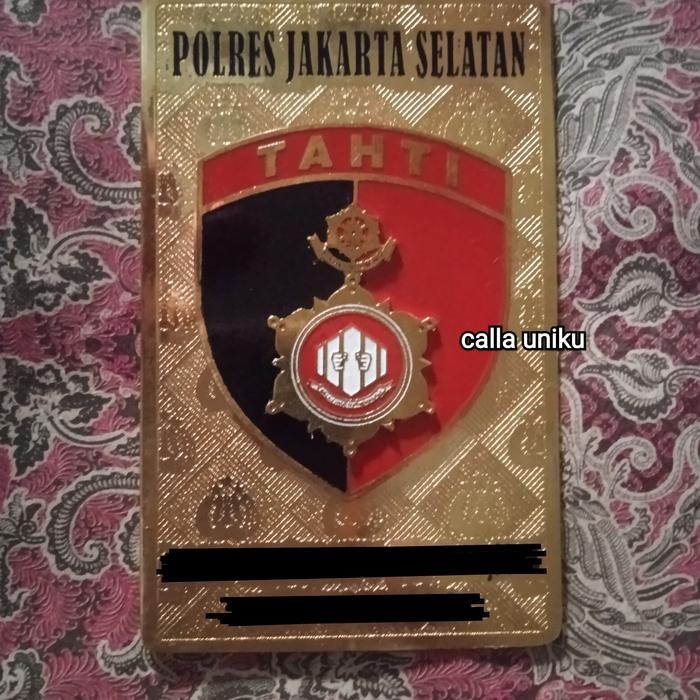 POLRES JAKARTA SELATAN
TAHTI
calla uniku